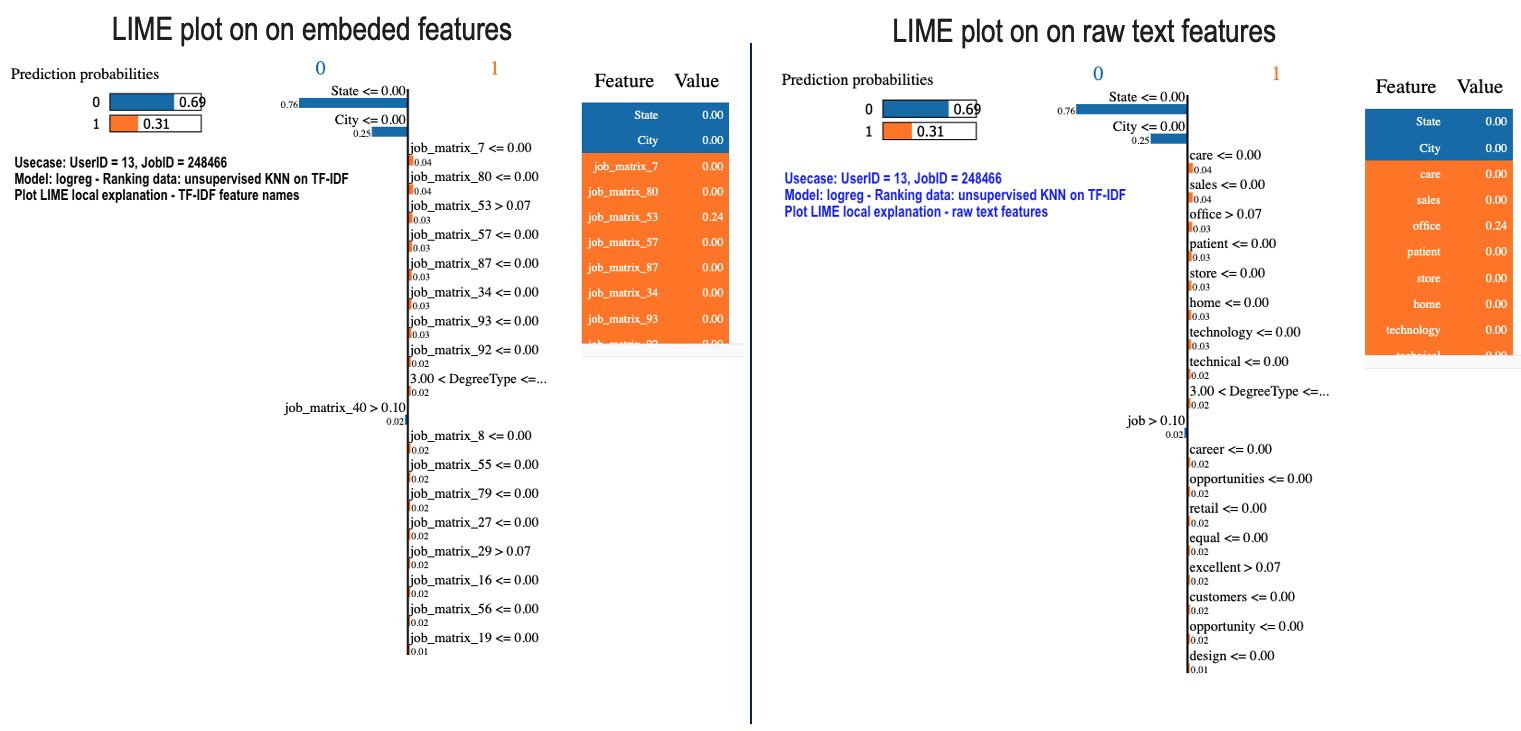 LIME plot on on embeded features
Prediction probabilities
0 0.69
1 0.31
Usecase: UserID = 13, JobID = 248466
Model: logreg - Ranking data: unsupervised KNN on TF-IDF
Plot LIME local explanation - TF-IDF feature names
0 1
State <= 0.00
0.76
City <= 0.00
0.25
job_matrix_7 <= 0.00
0.04
job_matrix_80 <= 0.00
0.04
job_matrix_53 > 0.07
0.03
job_matrix_57 <= 0.00
0.03
job_matrix_87 <= 0.00
0.03
job_matrix_34 <= 0.00
0.03
job_matrix_93 <= 0.00
0.03
job_matrix_92 <= 0.00
0.02
3.00 < DegreeType <=...
0.02
job_matrix_40 > 0.10
0.02
job_matrix_8 <= 0.00
0.02
job_matrix_55 <= 0.00
0.02
job_matrix_79 <= 0.00
0.02
job_matrix_27 <= 0.00
0.02
job_matrix_29 > 0.07
0.02
job_matrix_16 <= 0.00
0.02
job_matrix_56 <= 0.00
0.02
job_matrix_19 <= 0.00
0.01
Feature Value
State 0.00
City 0.00
job_matrix_7 0.00
job_matrix_80 0.00
job_matrix_53 0.24
job_matrix_57 0.00
job_matrix_87 0.00
job_matrix_34 0.00
job_matrix_93 0.00
job_matrix_92 0.00
LIME plot on on raw text features
Prediction probabilities
0 0.69
1 0.31
Usecase: UserID = 13, JobID = 248466
Model: logreg - Ranking data: unsupervised KNN on TF-IDF
Plot LIME local explanation - raw text features
0 1
State <= 0.00
0.76
City <= 0.00
0.25
care <= 0.00
0.04
sales <= 0.00
0.04
office > 0.07
0.03
patient <= 0.00
0.03
store <= 0.00
0.03
home <= 0.00
0.03
technology <= 0.00
0.03
technical <= 0.00
0.02
3.00 < DegreeType <=...
0.02
job > 0.10
0.02
career <= 0.00
0.02
opportunities <= 0.00
0.02
retail <= 0.00
0.02
equal <= 0.00
0.02
excellent > 0.07
0.02
customers <= 0.00
0.02
opportunity <= 0.00
0.02
design <= 0.00
0.01
Feature Value
State 0.00
City 0.00
care 0.00
sales 0.00
office 0.24
patient 0.00
store 0.00
home 0.00
technology 0.00
technical 0.00